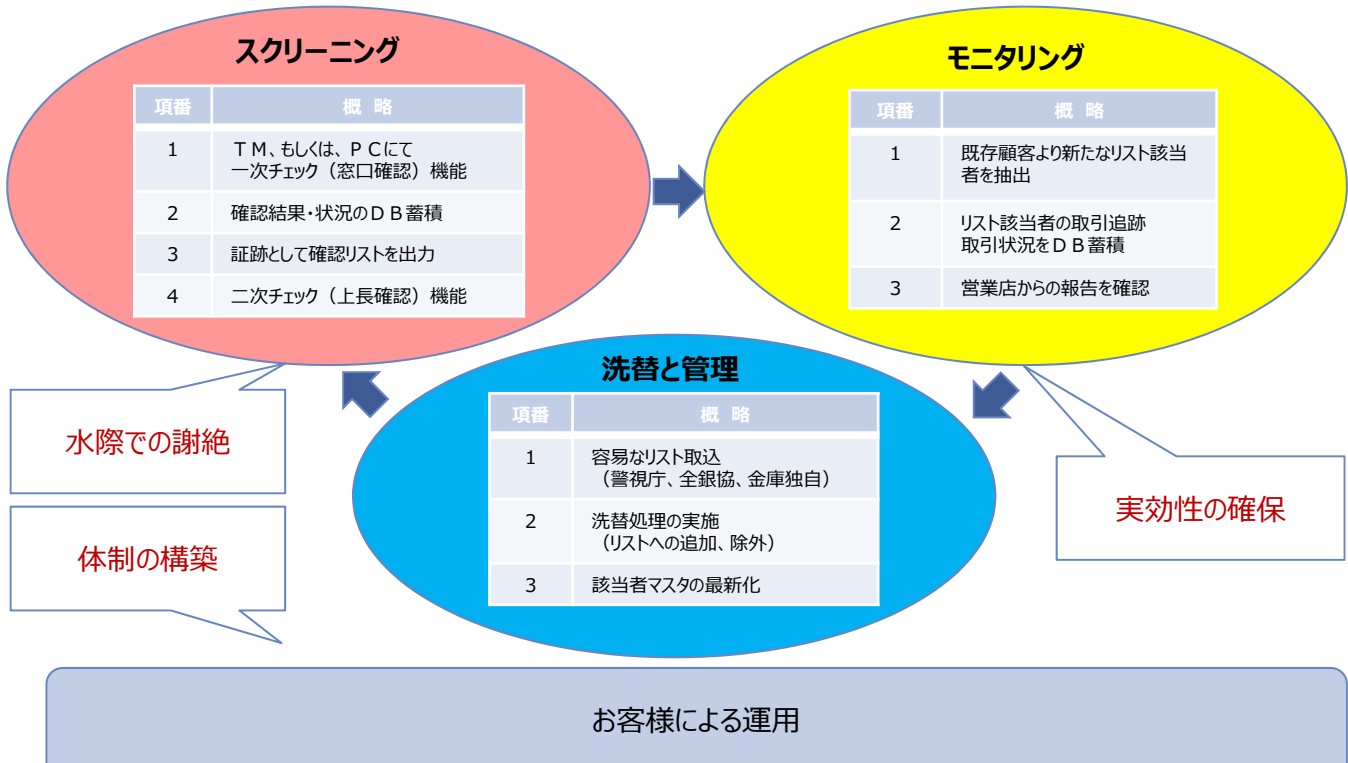 スクリーニング
項番 概 略
1 TM、もしくは、PCにて
一次チェック(窓口確認)機能
2 確認結果・状況のDB蓄積
3 証跡として確認リストを出力
4 二次チェック(上長確認)機能
モニタリング
項番 概 略
1 既存顧客より新たなリスト該当
者を抽出
2 リスト該当者の取引追跡
取引状況をDB蓄積
3 営業店からの報告を確認
洗替と管理
項番 概 略
1 容易なリスト取込
(警視庁、全銀協、金庫独自)
2 洗替処理の実施
(リストへの追加、除外)
3 該当者マスタの最新化
水際での謝絶
体制の構築
実効性の確保
お客様による運用